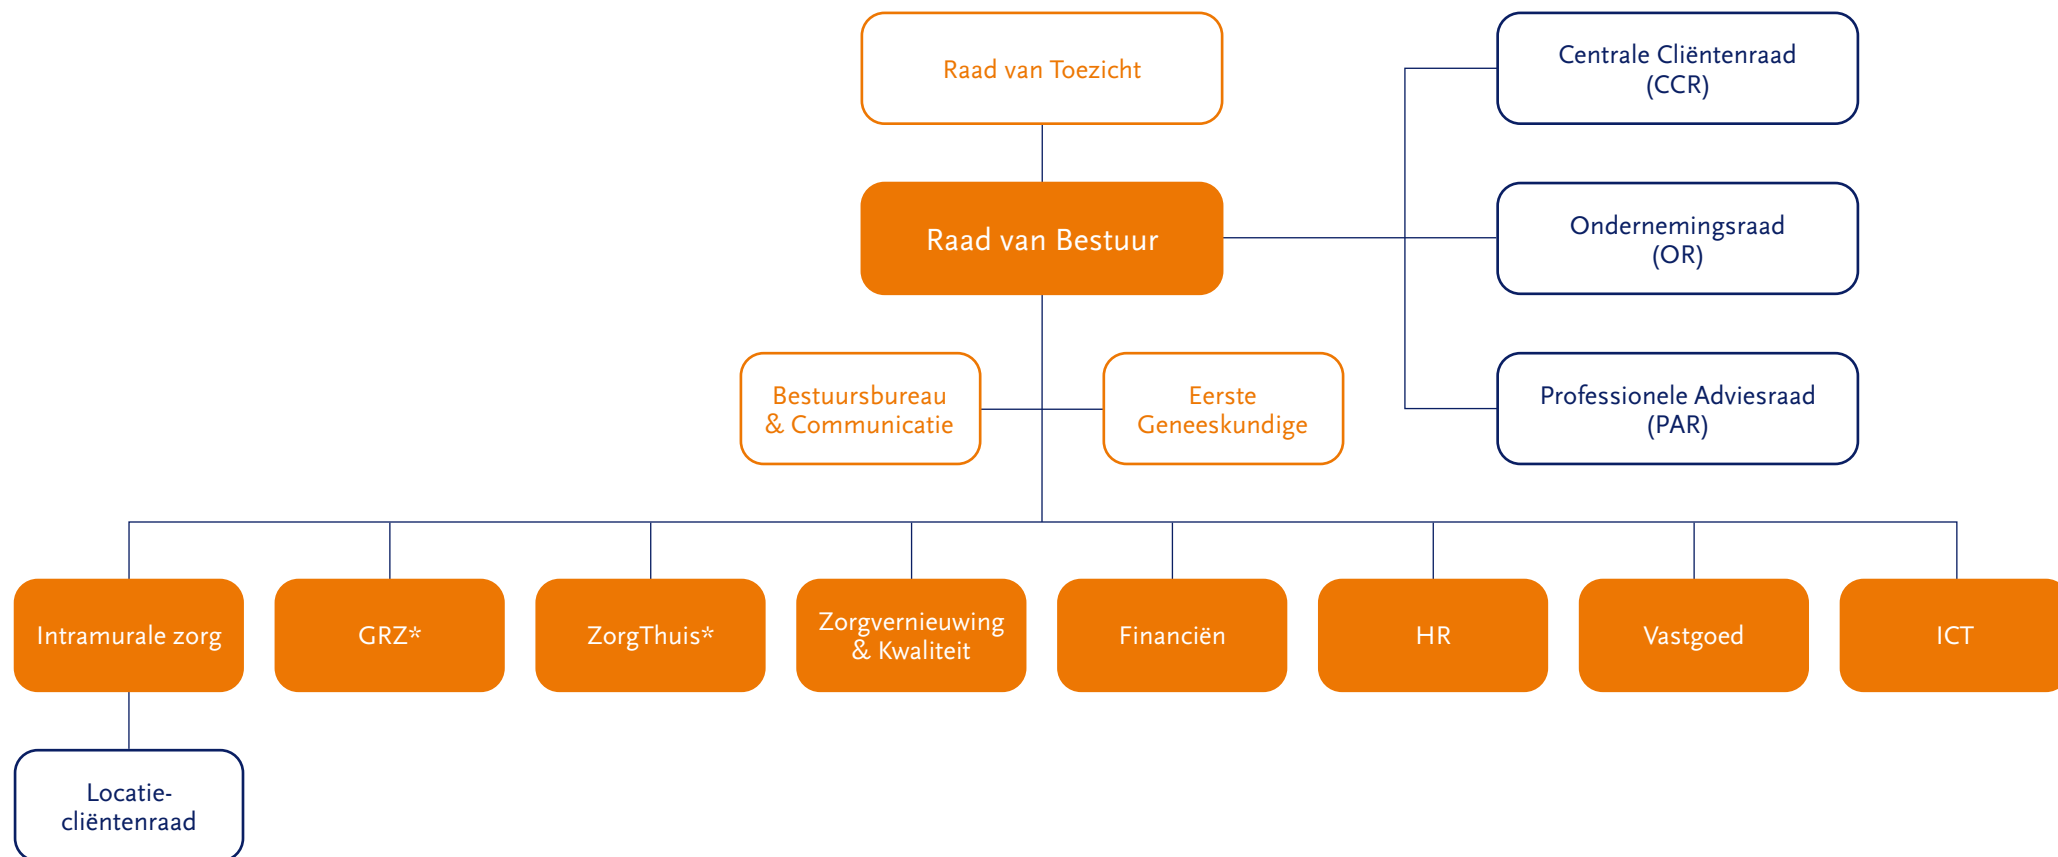 Raad van Toezicht
Centrale Cliëntenraad
(CCR)
Raad van Bestuur
Ondernemingsraad
(OR)
Bestuursbureau
& Communicatie
Eerste
Geneeskundige
Professionele Adviesraad
(PAR)
Intramurale zorg
GRZ*
ZorgThuis*
Zorgvernieuwing
& Kwaliteit
Financiën
HR
Vastgoed
ICT
Locatie-
cliëntenraad